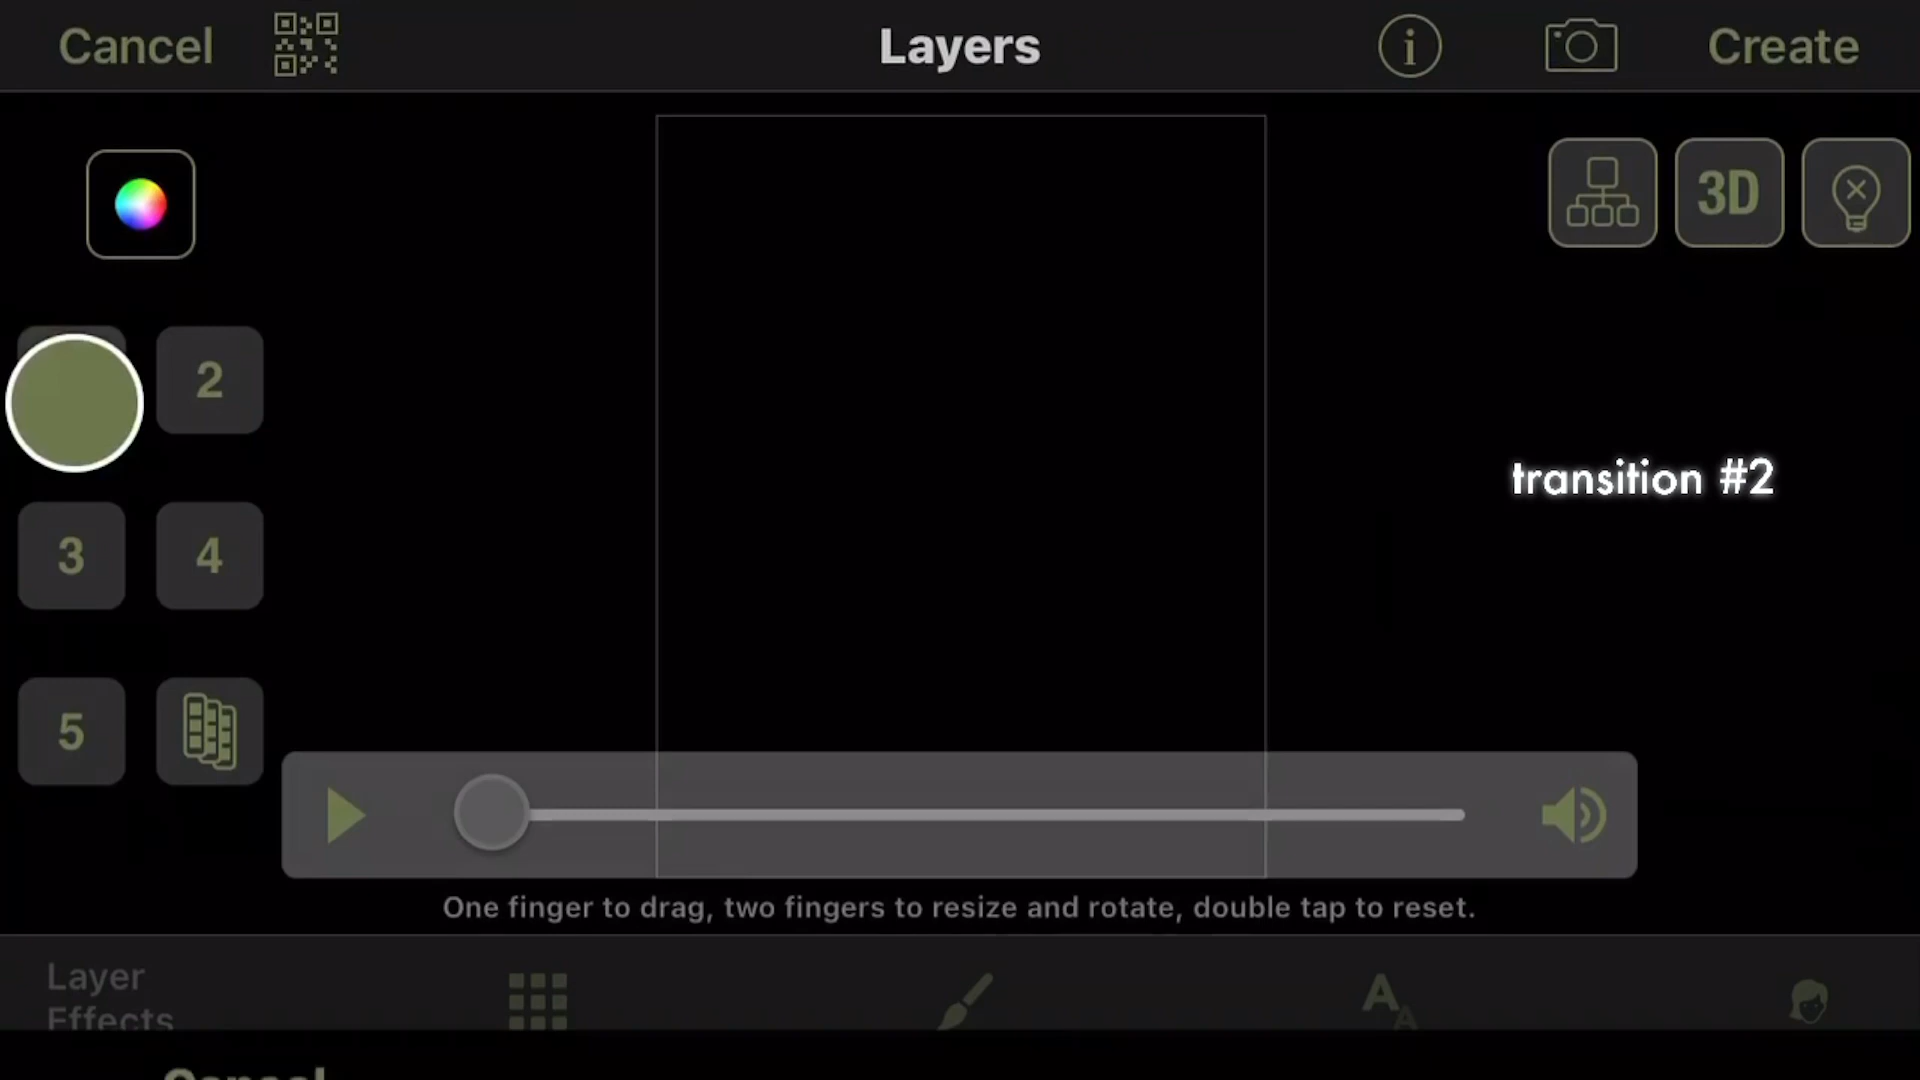 Cancel
Layers
Create
3D
2
transition #2
3
4
5
One finger to drag, two fingers to resize and rotate, double tap to reset.
Layer
Effects
Cancel